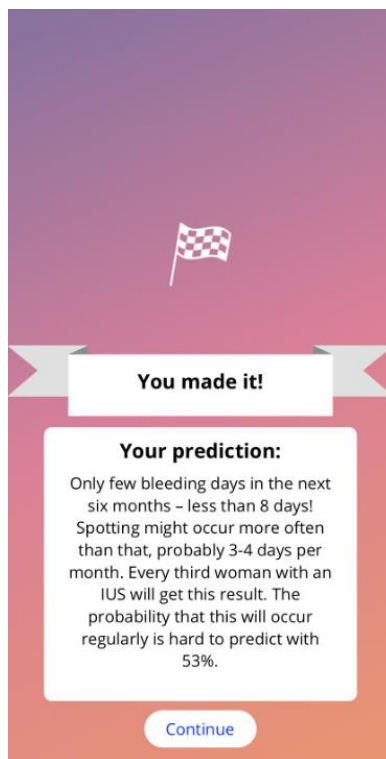 You made it!
Your prediction:
Only few bleeding days in the next
six months – less than 8 days!
Spotting might occur more often
than that, probably 3-4 days per
month. Every third woman with an
IUS will get this result. The
probability that this will occur
regularly is hard to predict with
53%.
Continue